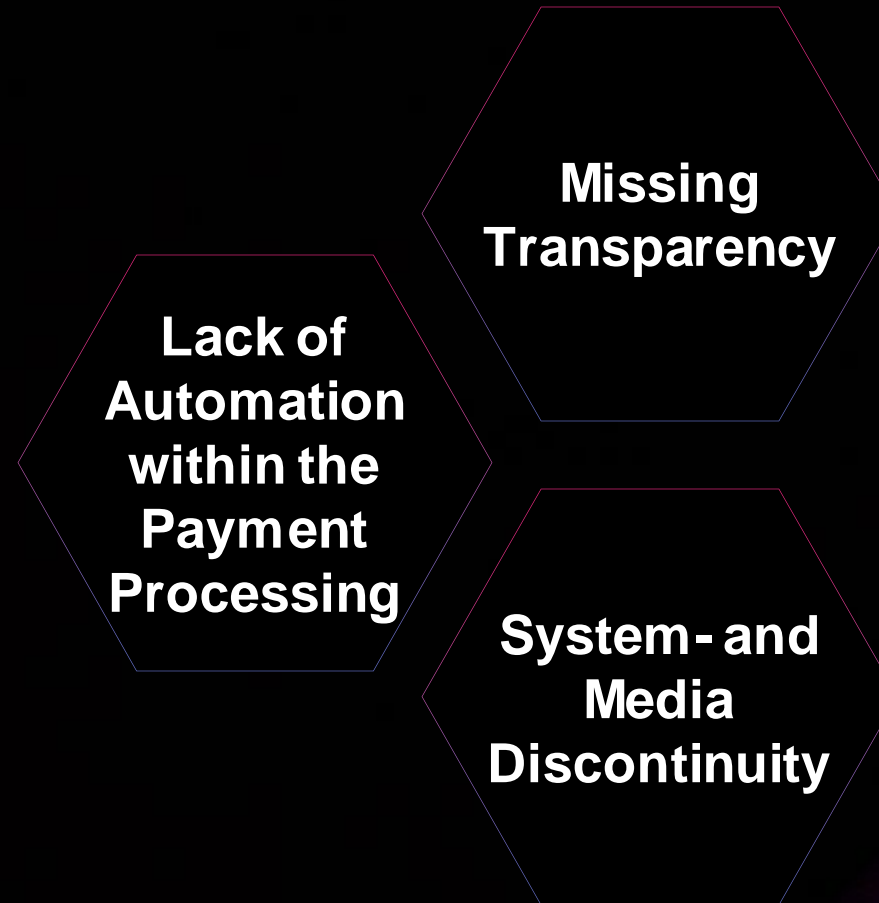 Missing
Transparency
Lack of
Automation
within the
Payment
Processing
System- and
Media
Discontinuity